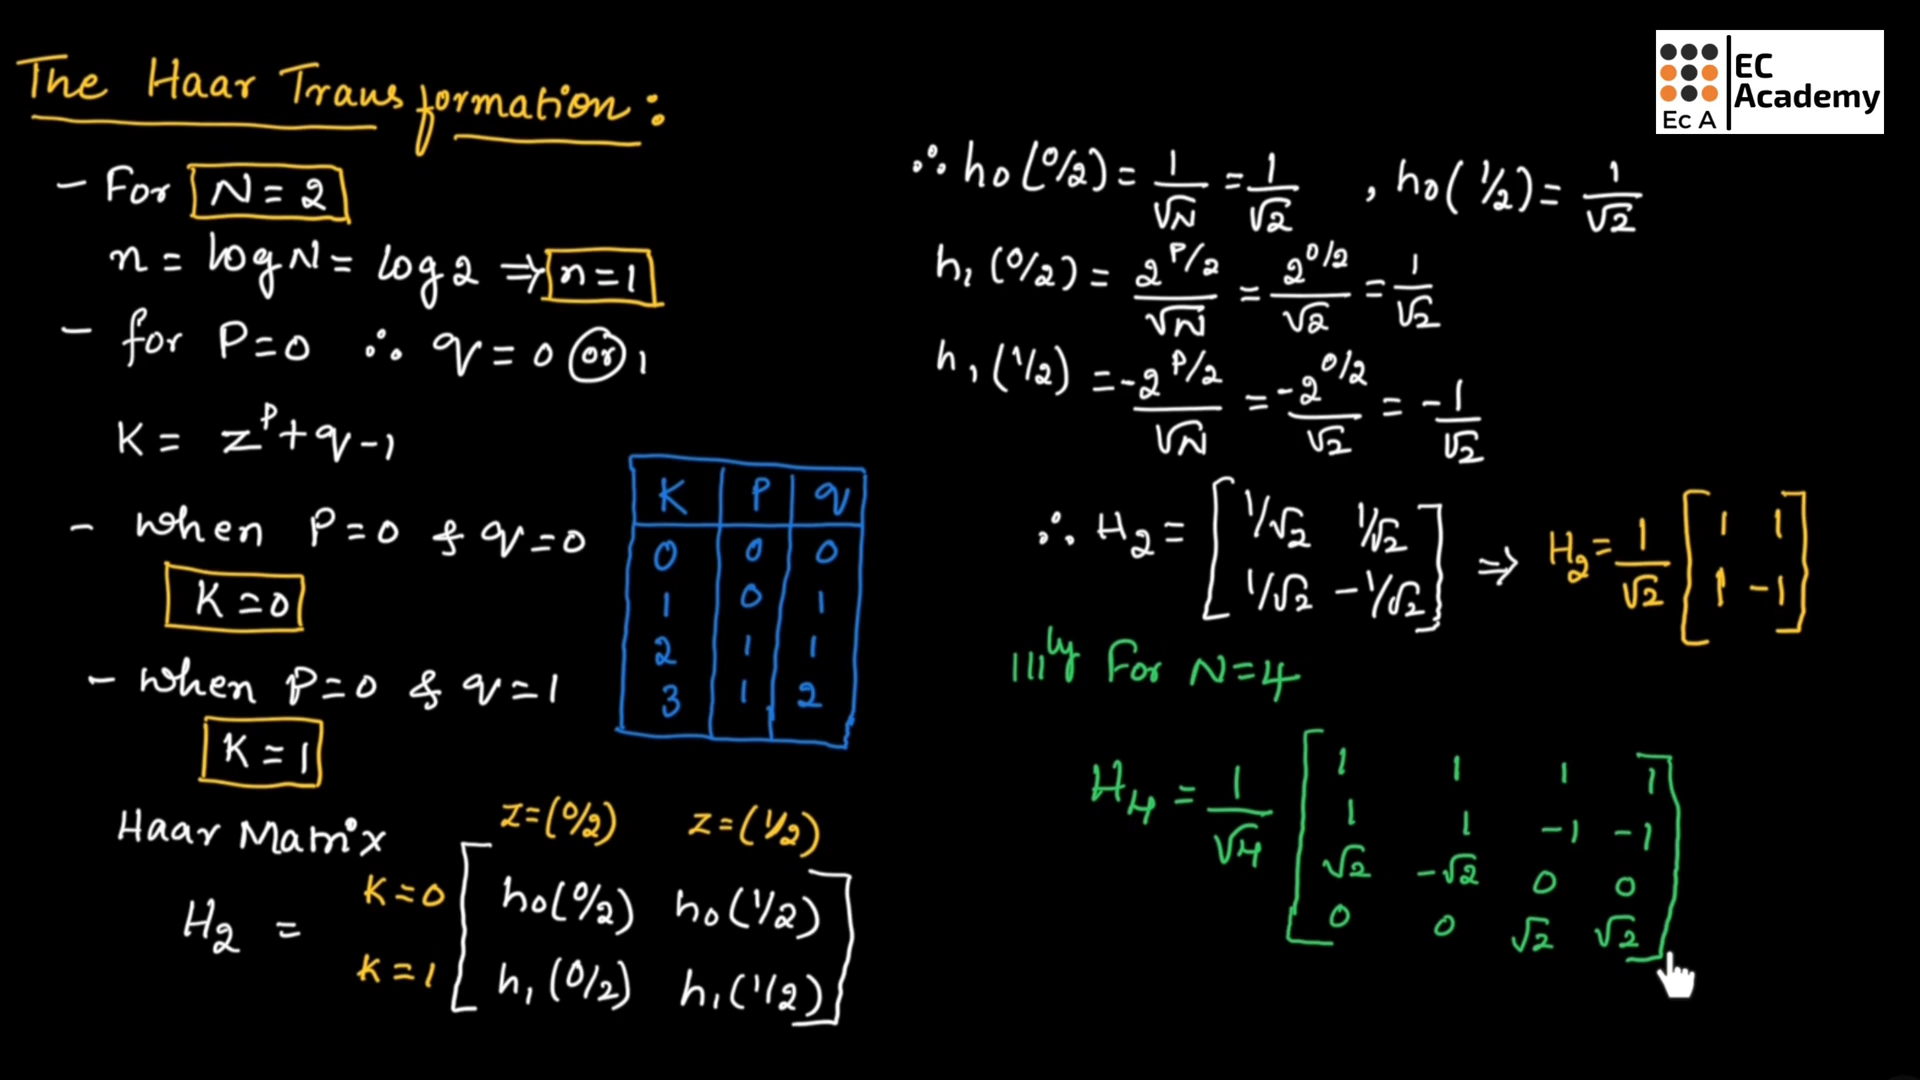 The Haar Transformation:
- For N = 2
n = log N = log 2 ⇒ n = 1
- for P=0 ∴ q = 0 or 1
K = z^P + q - 1
- when P=0 & q=0
K=0
- when P=0 & q=1
K = 1
K P q
0 0 0
1 0 1
2 1 1
3 1 2
Haar Matrix
z=(0/2) z=(1/2)
H2 = K=0 [ h0(0/2) h0(1/2) ]
K=1 [ h1(0/2) h1(1/2) ]
EC Academy
Ec A
∴ h0(0/2) = 1/√N = 1/√2 , h0(1/2) = 1/√2
h1(0/2) = 2^P/2/√N = 2^0/2/√2 = 1/√2
h1(1/2) = -2^P/2/√N = -2^0/2/√2 = -1/√2
∴ H2 = [ 1/√2 1/√2 ] ⇒ H2 = 1/√2 [ 1 1 ]
[ 1/√2 -1/√2 ] [ 1 -1 ]
lllly For N=4
H4 = 1/√4 [ 1 1 1 1 ]
[ 1 1 -1 -1 ]
[ √2 -√2 0 0 ]
[ 0 0 √2 √2 ]